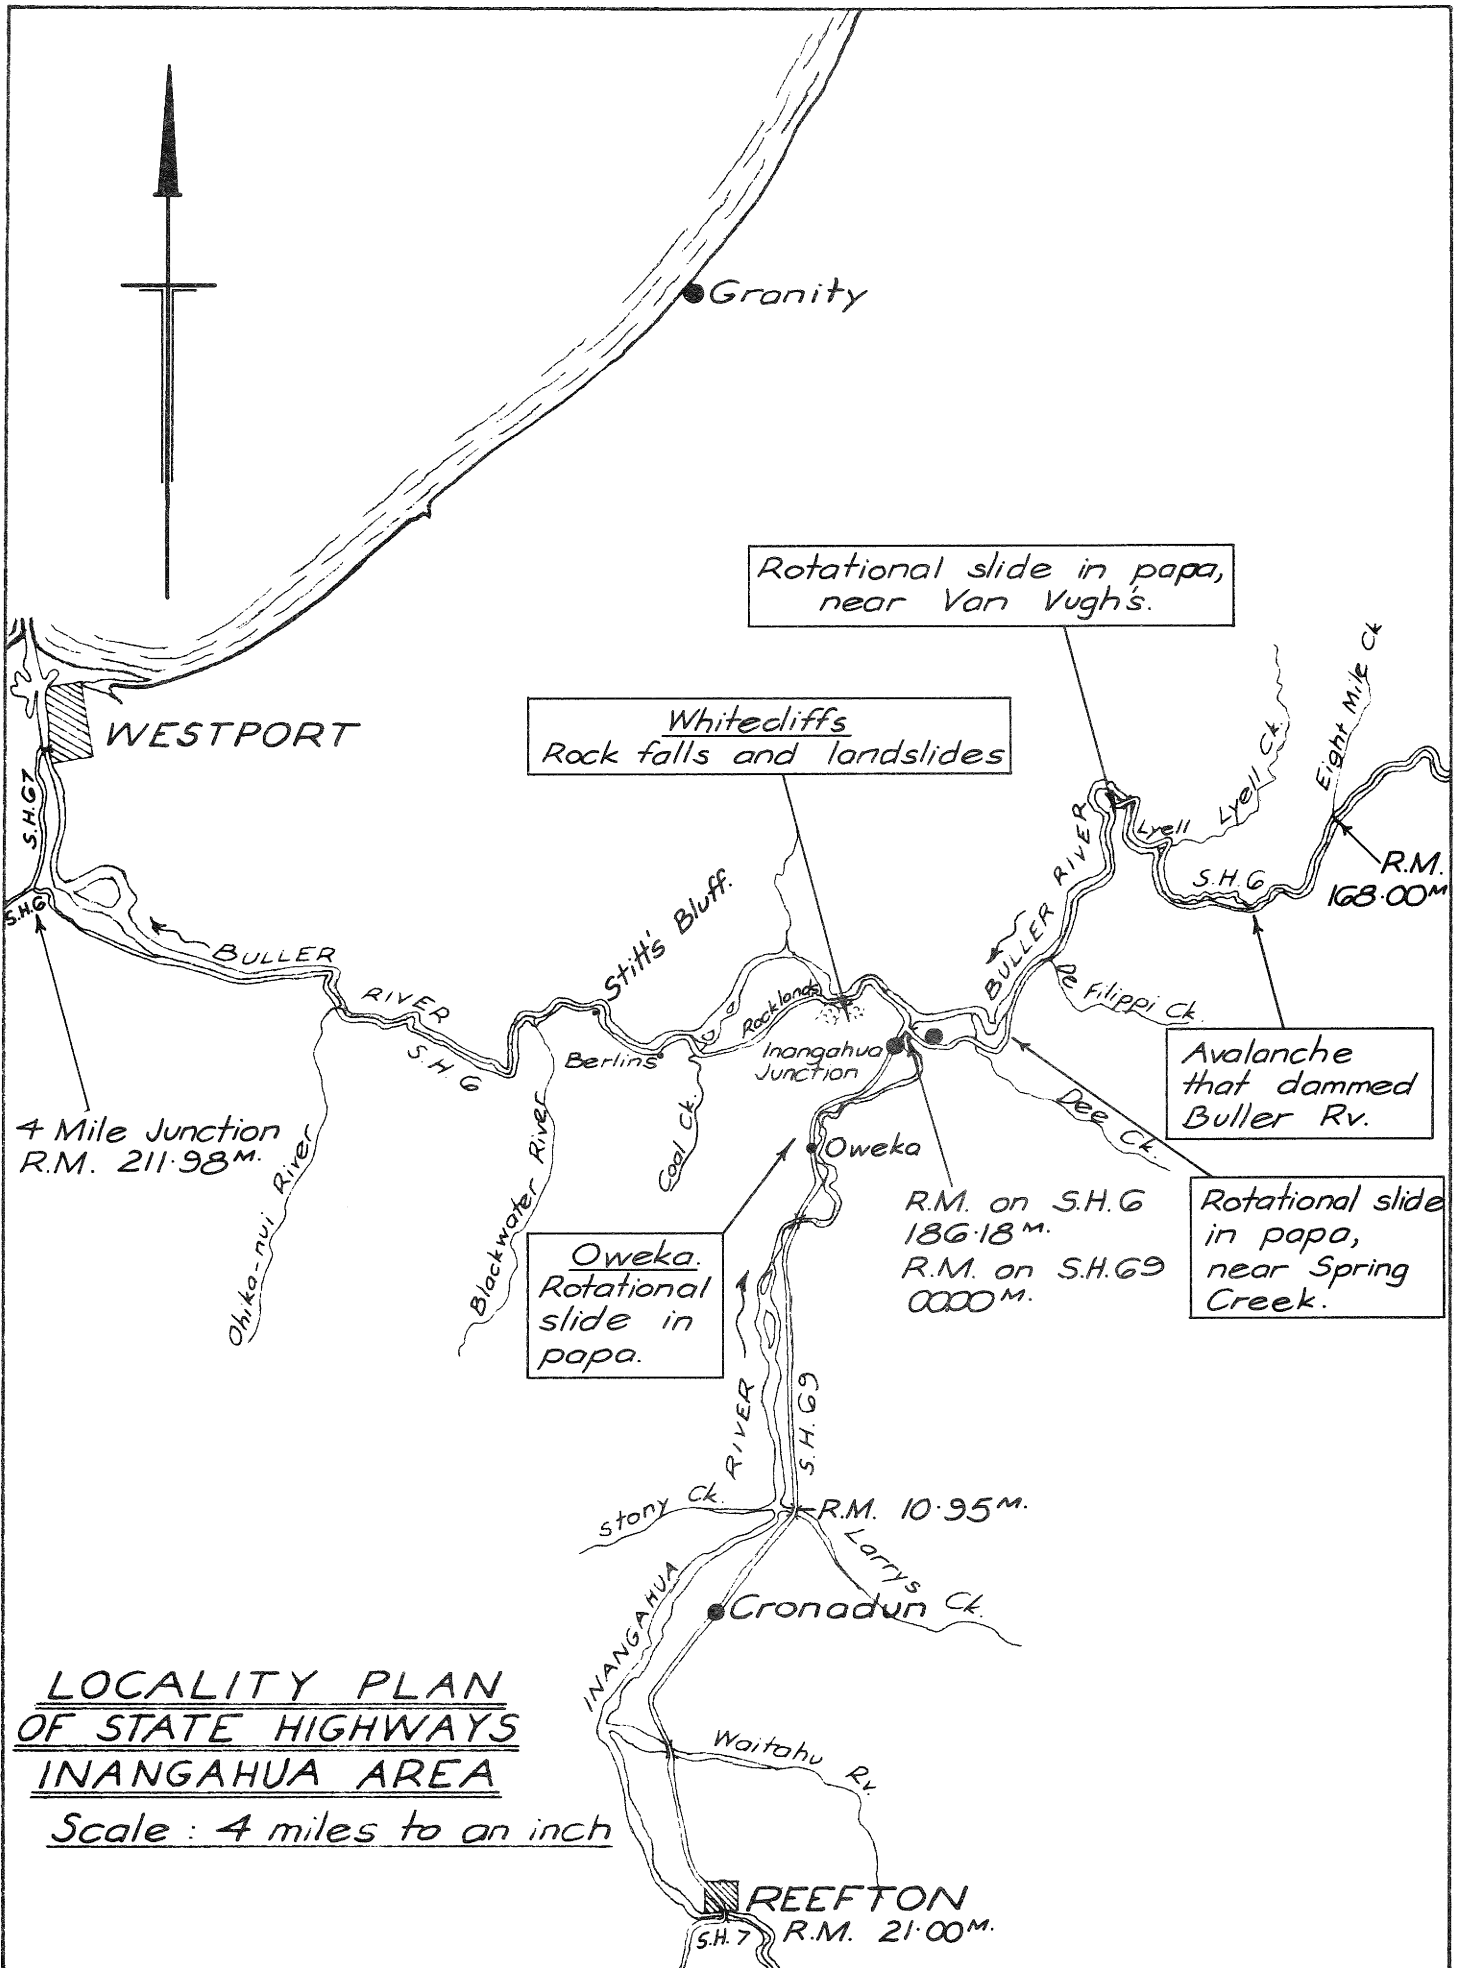 Granity
Rotational slide in papa,
near Van Vugh's.
Whitecliffs
Rock falls and landslides
WESTPORT
S.H.67
Eight Mile Ck
Lyell Ck.
Lyell
BULLER RIVER
S.H.6
R.M.
168·00M
S.H.6
Stitt's Bluff.
BULLER
RIVER
S.H.6
Rocklands
De Filippi Ck.
Berlins
Inangahua
Junction
Avalanche
that dammed
Buller Rv.
4 Mile Junction
R.M. 211·98M.
Ohika-nui River
Blackwater River
Coal Ck.
Dee Ck.
Oweka
R.M. on S.H.6
186·18M.
R.M. on S.H.69
00.00M.
Rotational slide
in papa,
near Spring
Creek.
Oweka.
Rotational
slide in
papa.
RIVER
S.H.69
Stony Ck.
R.M. 10·95M.
Larrys Ck.
INANGAHUA
Cronadun
LOCALITY PLAN
OF STATE HIGHWAYS
INANGAHUA AREA
Scale : 4 miles to an inch
Waitahu Rv.
REEFTON
R.M. 21·00M.
S.H.7